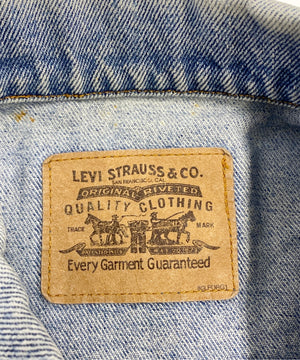 LEVI STRAUSS & CO.
SAN FRANCISCO, CAL.
ORIGINAL RIVETED
QUALITY CLOTHING
TRADE MARK
Every Garment Guaranteed